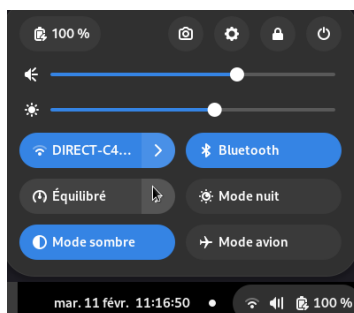 100 %
DIRECT-C4...
Bluetooth
Équilibré
Mode nuit
Mode sombre
Mode avion
mar. 11 févr. 11:16:50
100 %